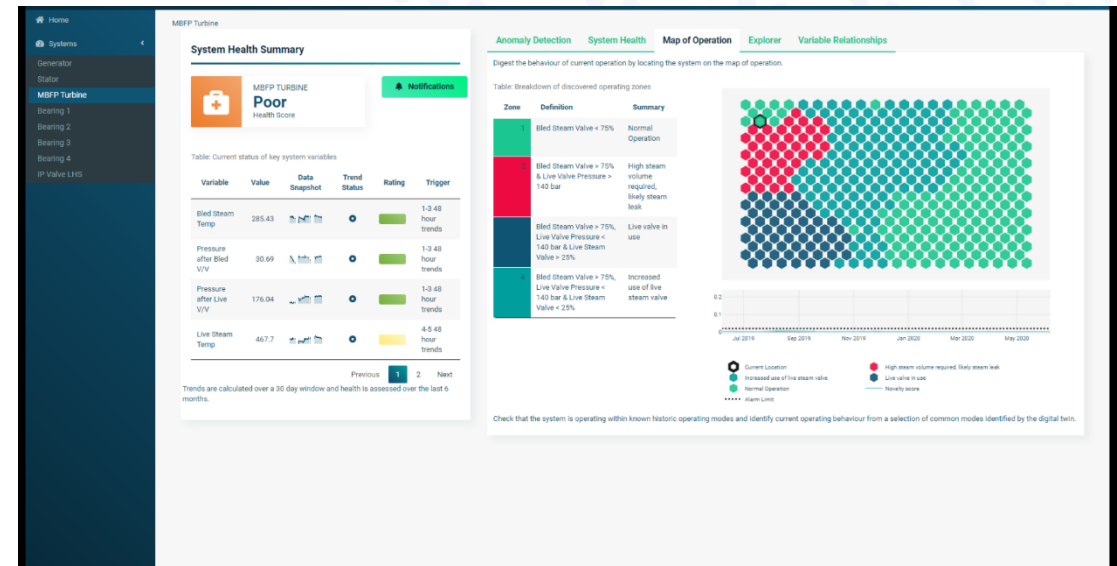 Home
Systems
Generator
Stator
MBFP Turbine
Bearing 1
Bearing 2
Bearing 3
Bearing 4
IP Valve LHS
MBFP Turbine
System Health Summary
MBFP TURBINE
Poor
Health Score
Notifications
Table: Current status of key system variables
Variable Value Data Snapshot Trend Status Rating Trigger
Bled Steam Temp 285.43 1-3 48 hour trends
Pressure after Bled V/V 30.69 1-3 48 hour trends
Pressure after Live V/V 176.04 1-3 48 hour trends
Live Steam Temp 467.7 4-5 48 hour trends
Previous 1 2 Next
Trends are calculated over a 30 day window and health is assessed over the last 6
months.
Anomaly Detection System Health Map of Operation Explorer Variable Relationships
Digest the behaviour of current operation by locating the system on the map of operation.
Table: Breakdown of discovered operating zones
Zone Definition Summary
1 Bled Steam Valve < 75% Normal Operation
Bled Steam Valve > 75% & Live Valve Pressure > 140 bar High steam volume required, likely steam leak
Bled Steam Valve > 75%, Live Valve Pressure < 140 bar & Live Steam Valve > 25% Live valve in use
4 Bled Steam Valve > 75%, Live Valve Pressure < 140 bar & Live Steam Valve < 25% Increased use of live steam valve
0.2
0.1
0
Jul 2019 Sep 2019 Nov 2019 Jan 2020 Mar 2020 May 2020
Current Location High steam volume required, likely steam leak
Increased use of live steam valve Live valve in use
Normal Operation Novelty score
Alarm Limit
Check that the system is operating within known historic operating modes and identify current operating behaviour from a selection of common modes identified by the digital twin.